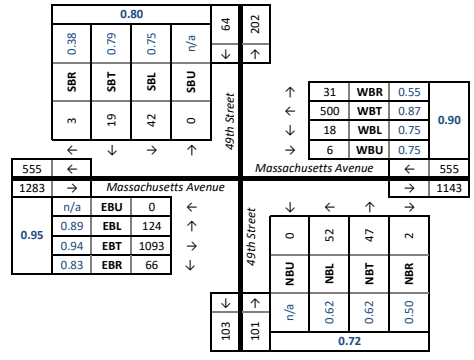 0.80
64
202
0.38
0.79
0.75
n/a
↓
↑
SBR
SBT
SBL
SBU
49th Street
3
19
42
0
←
↓
→
↑
↑ 31 WBR 0.55
← 500 WBT 0.87
↓ 18 WBL 0.75
→ 6 WBU 0.75
0.90
555 ←
Massachusetts Avenue
← 555
1283 →
Massachusetts Avenue
→ 1143
0.95
n/a EBU 0 ←
0.89 EBL 124 ↑
0.94 EBT 1093 →
0.83 EBR 66 ↓
49th Street
↓
←
↑
→
0
52
47
2
NBU
NBL
NBT
NBR
n/a
0.62
0.62
0.50
↓
↑
103
101
0.72